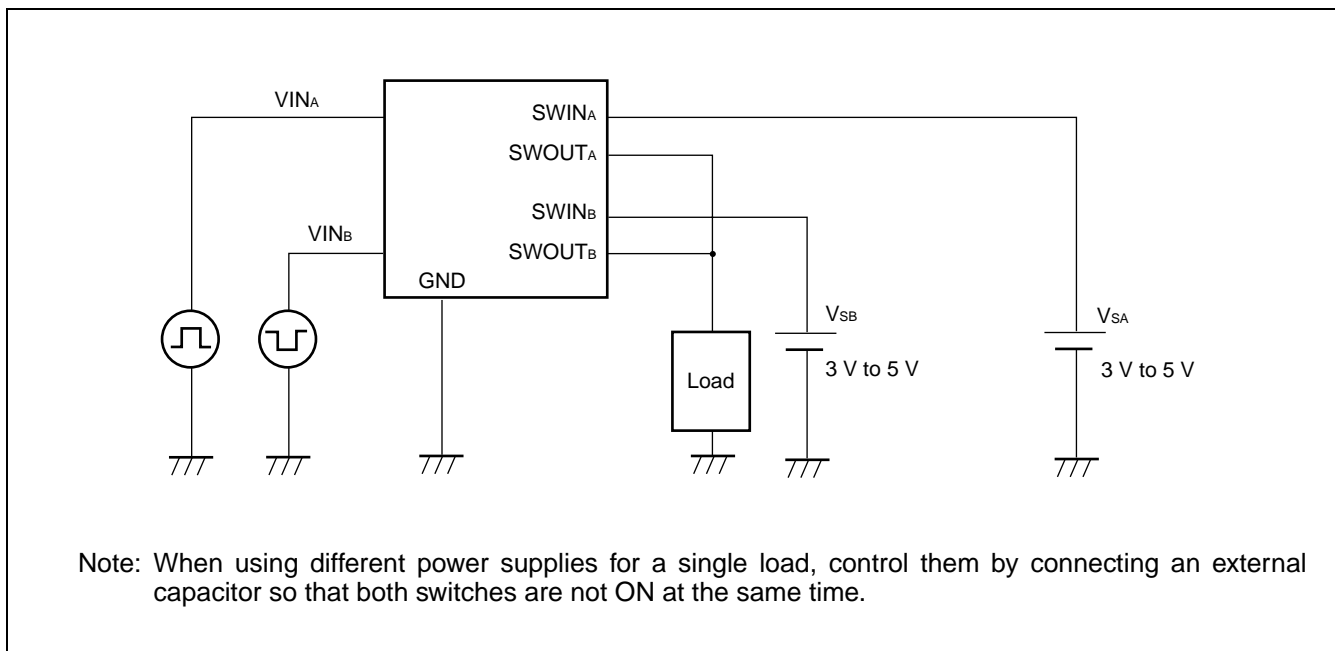 VINA
SWINA
SWOUTA
SWINB
VINB
SWOUTB
GND
VSB
VSA
3 V to 5 V
3 V to 5 V
Load
Note: When using different power supplies for a single load, control them by connecting an external
capacitor so that both switches are not ON at the same time.